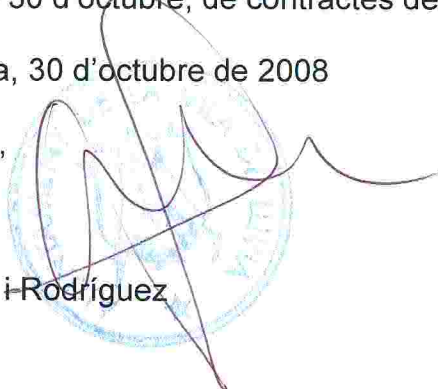 30 d'octubre, de contractes de
a, 30 d'octubre de 2008
,
i Rodríguez